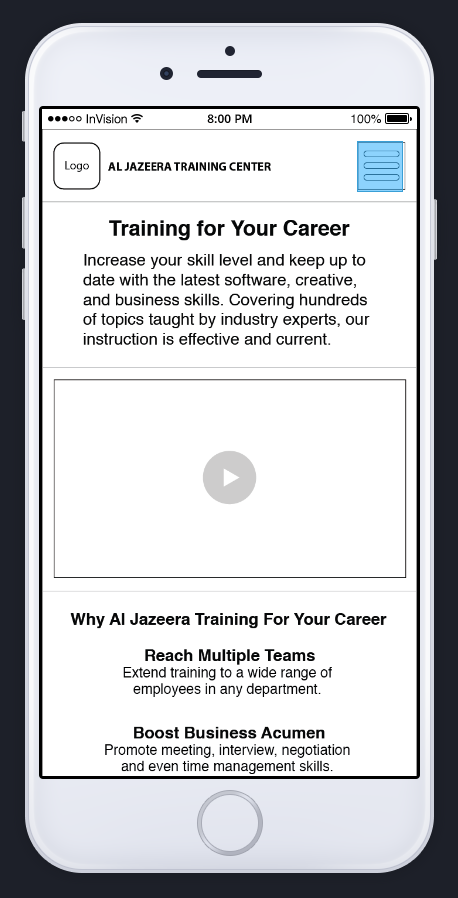 InVision 8:00 PM 100%
Logo AL JAZEERA TRAINING CENTER
Training for Your Career
Increase your skill level and keep up to
date with the latest software, creative,
and business skills. Covering hundreds
of topics taught by industry experts, our
instruction is effective and current.
Why Al Jazeera Training For Your Career
Reach Multiple Teams
Extend training to a wide range of
employees in any department.
Boost Business Acumen
Promote meeting, interview, negotiation
and even time management skills.